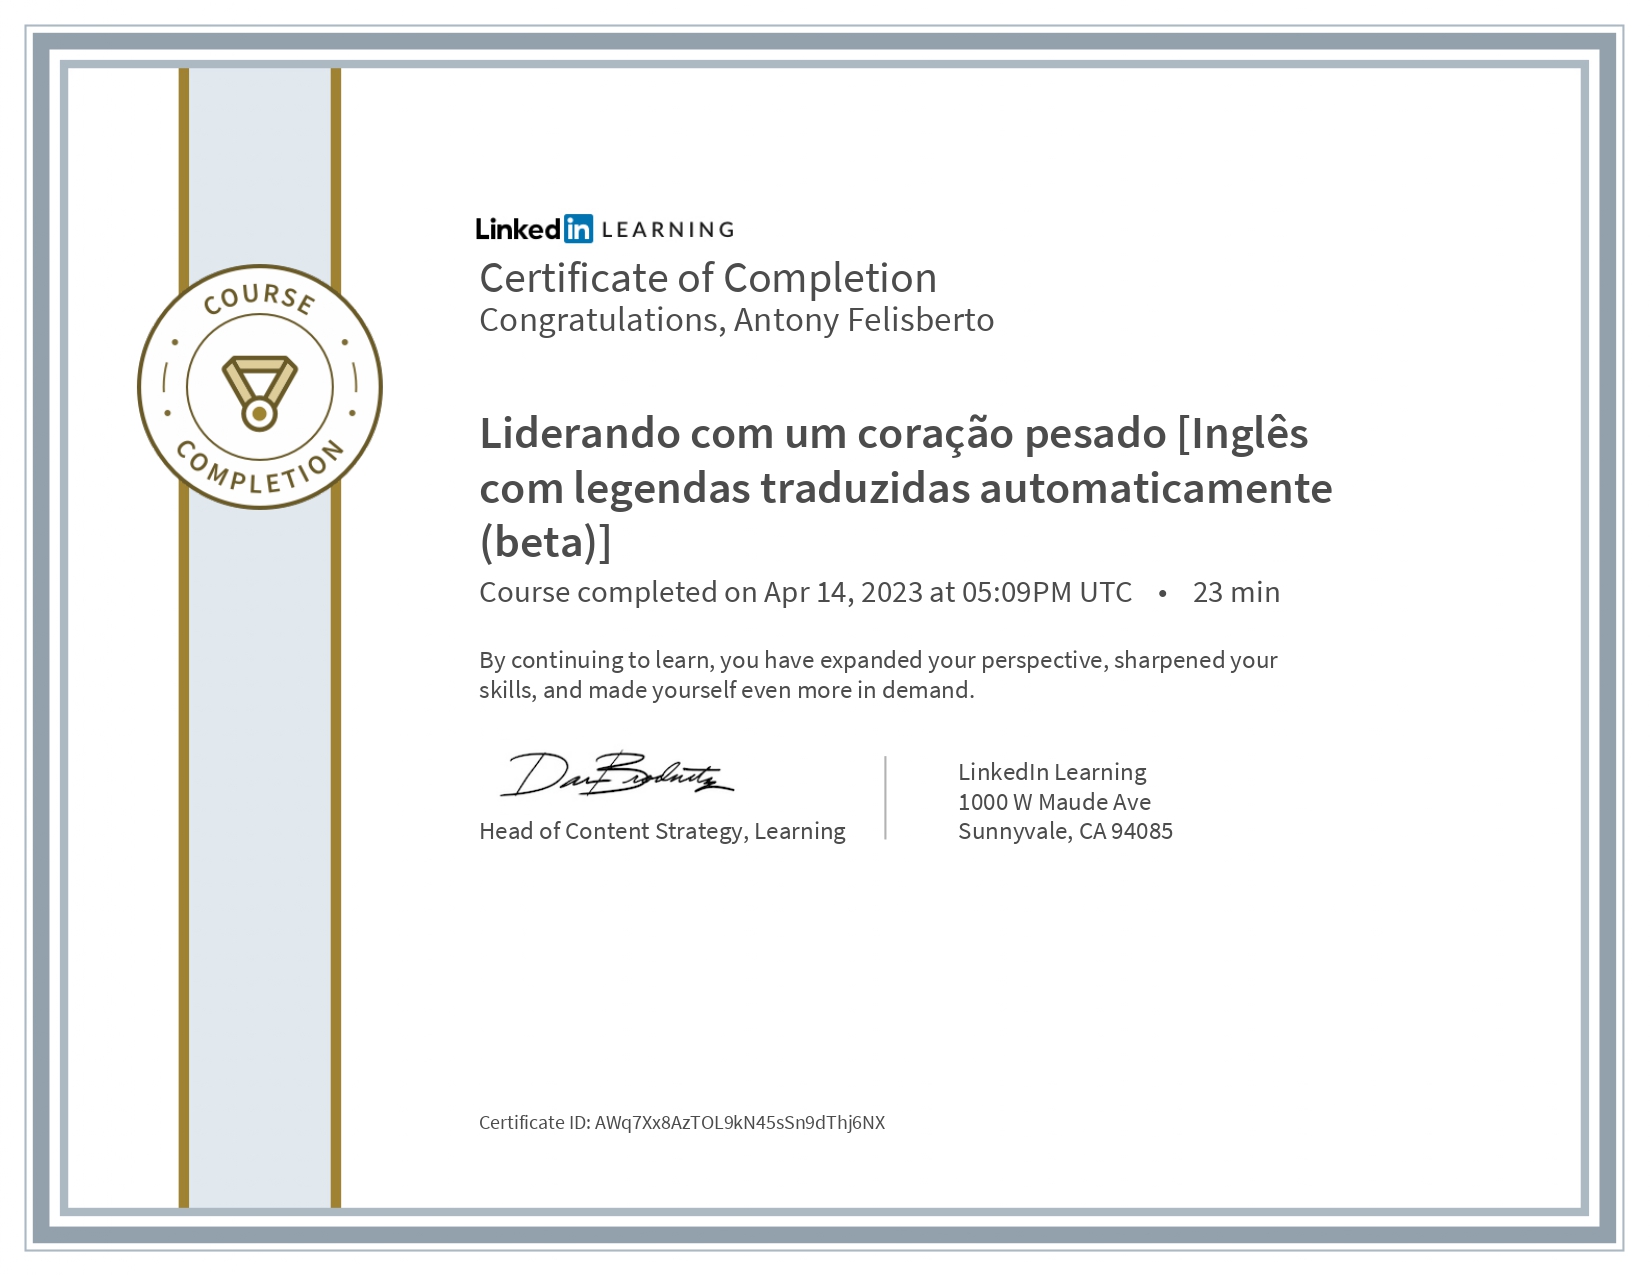 COURSE
COMPLETION
Linked in LEARNING
Certificate of Completion
Congratulations, Antony Felisberto
Liderando com um coração pesado [Inglês
com legendas traduzidas automaticamente
(beta)]
Course completed on Apr 14, 2023 at 05:09PM UTC • 23 min
By continuing to learn, you have expanded your perspective, sharpened your
skills, and made yourself even more in demand.
Dan Brodnitz
Head of Content Strategy, Learning
LinkedIn Learning
1000 W Maude Ave
Sunnyvale, CA 94085
Certificate ID: AWq7Xx8AzTOL9kN45sSn9dThj6NX